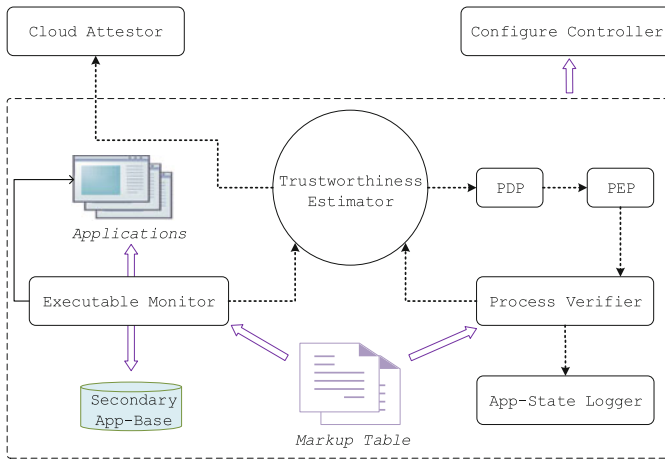 Cloud Attestor
Configure Controller
Trustworthiness
Estimator
PDP
PEP
Applications
Executable Monitor
Process Verifier
Secondary
App-Base
Markup Table
App-State Logger